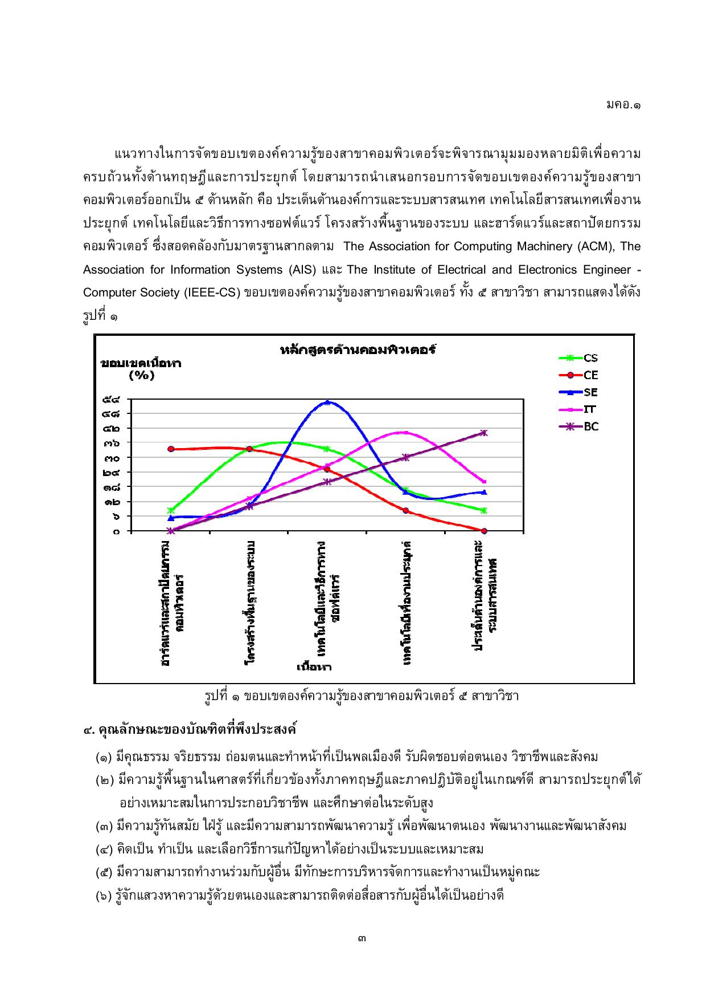 มคอ.๑
แนวทางในการจัดขอบเขตองค์ความรู้ของสาขาคอมพิวเตอร์จะพิจารณามุมมองหลายมิติเพื่อความ
ครบถ้วนทั้งด้านทฤษฎีและการประยุกต์ โดยสามารถนำเสนอกรอบการจัดขอบเขตองค์ความรู้ของสาขา
คอมพิวเตอร์ออกเป็น ๕ ด้านหลัก คือ ประเด็นด้านองค์การและระบบสารสนเทศ เทคโนโลยีสารสนเทศเพื่องาน
ประยุกต์ เทคโนโลยีและวิธีการทางซอฟต์แวร์ โครงสร้างพื้นฐานของระบบ และฮาร์ดแวร์และสถาปัตยกรรม
คอมพิวเตอร์ ซึ่งสอดคล้องกับมาตรฐานสากลตาม The Association for Computing Machinery (ACM), The
Association for Information Systems (AIS) และ The Institute of Electrical and Electronics Engineer -
Computer Society (IEEE-CS) ขอบเขตองค์ความรู้ของสาขาคอมพิวเตอร์ ทั้ง ๕ สาขาวิชา สามารถแสดงได้ดัง
รูปที่ ๑
หลักสูตรด้านคอมพิวเตอร์
ขอบเขตเนื้อหา
(%)
CS
CE
SE
IT
BC
๕๔
๔๘
๔๒
๓๖
๓๐
๒๔
๑๘
๑๒
๖
๐
ฮาร์ดแวร์และสถาปัตยกรรม
คอมพิวเตอร์
โครงสร้างพื้นฐานของระบบ
เทคโนโลยีและวิธีการทาง
ซอฟต์แวร์
เทคโนโลยีเพื่องานประยุกต์
ประเด็นด้านองค์การและ
ระบบสารสนเทศ
เนื้อหา
รูปที่ ๑ ขอบเขตองค์ความรู้ของสาขาคอมพิวเตอร์ ๕ สาขาวิชา
๔. คุณลักษณะของบัณฑิตที่พึงประสงค์
(๑) มีคุณธรรม จริยธรรม ถ่อมตนและทำหน้าที่เป็นพลเมืองดี รับผิดชอบต่อตนเอง วิชาชีพและสังคม
(๒) มีความรู้พื้นฐานในศาสตร์ที่เกี่ยวข้องทั้งภาคทฤษฎีและภาคปฏิบัติอยู่ในเกณฑ์ดี สามารถประยุกต์ได้
อย่างเหมาะสมในการประกอบวิชาชีพ และศึกษาต่อในระดับสูง
(๓) มีความรู้ทันสมัย ใฝ่รู้ และมีความสามารถพัฒนาความรู้ เพื่อพัฒนาตนเอง พัฒนางานและพัฒนาสังคม
(๔) คิดเป็น ทำเป็น และเลือกวิธีการแก้ปัญหาได้อย่างเป็นระบบและเหมาะสม
(๕) มีความสามารถทำงานร่วมกับผู้อื่น มีทักษะการบริหารจัดการและทำงานเป็นหมู่คณะ
(๖) รู้จักแสวงหาความรู้ด้วยตนเองและสามารถติดต่อสื่อสารกับผู้อื่นได้เป็นอย่างดี
๓